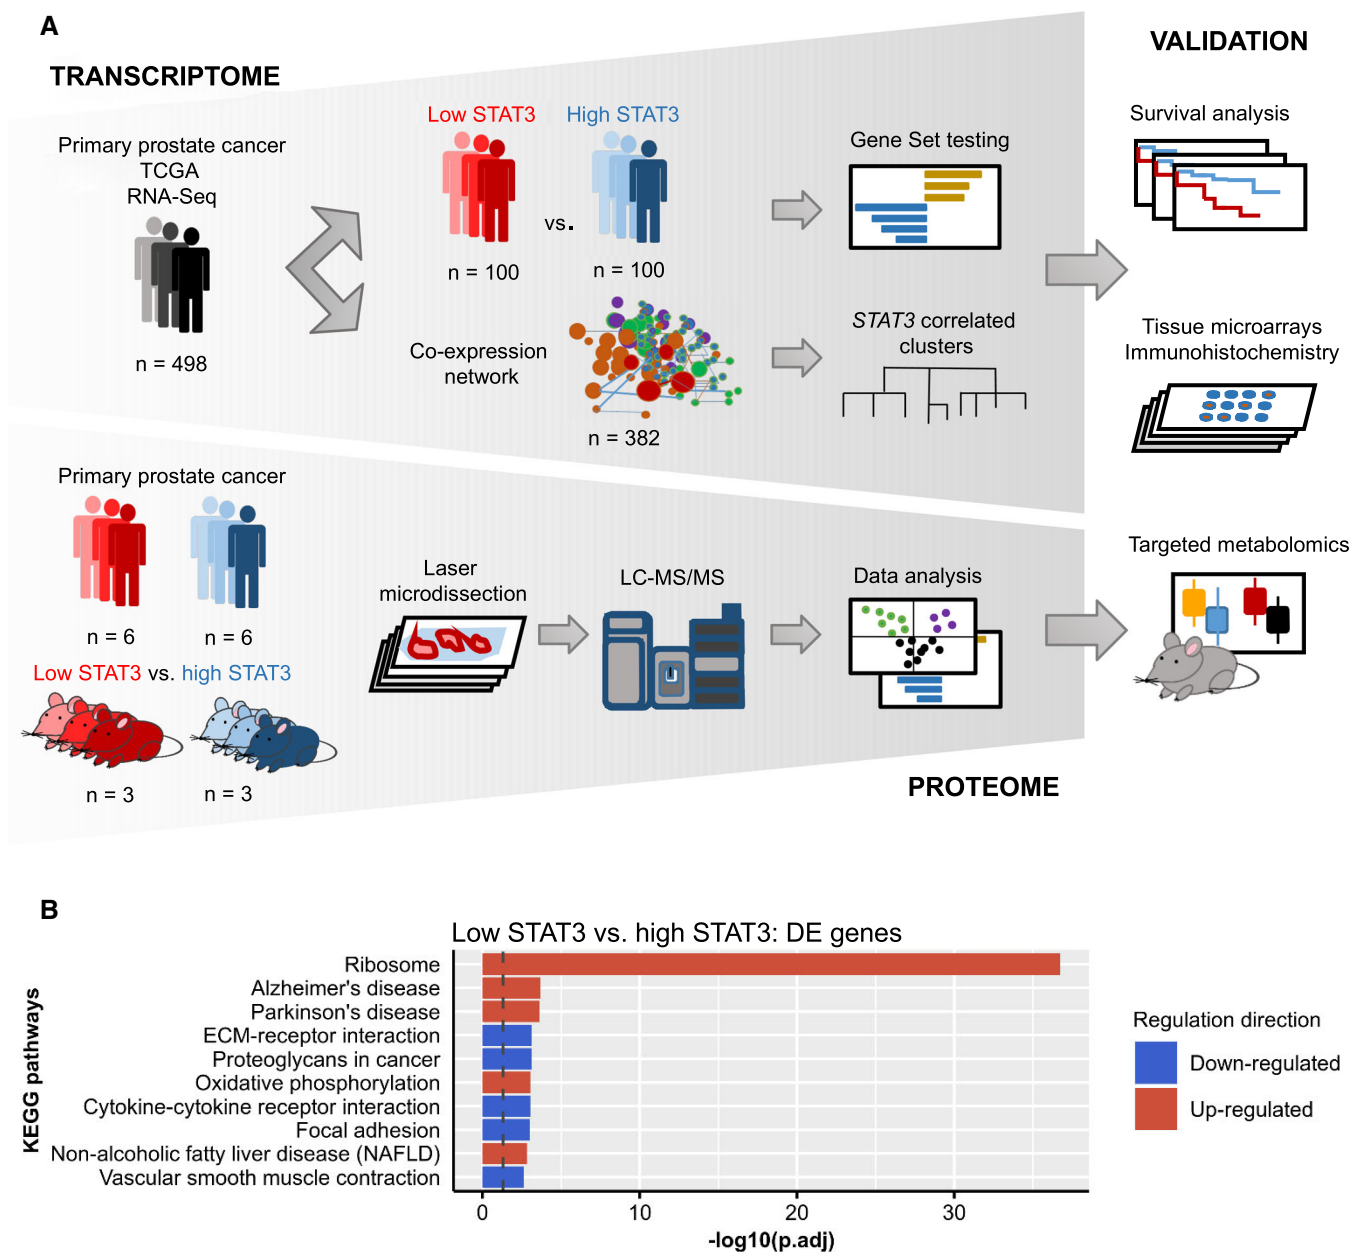 A
TRANSCRIPTOME
VALIDATION
Primary prostate cancer
TCGA
RNA-Seq
n = 498
Low STAT3
High STAT3
vs.
n = 100
n = 100
Co-expression
network
n = 382
Gene Set testing
STAT3 correlated
clusters
Survival analysis
Tissue microarrays
Immunohistochemistry
Primary prostate cancer
n = 6
n = 6
Low STAT3 vs. high STAT3
n = 3
n = 3
Laser
microdissection
LC-MS/MS
Data analysis
Targeted metabolomics
PROTEOME
B
Low STAT3 vs. high STAT3: DE genes
KEGG pathways
Ribosome
Alzheimer's disease
Parkinson's disease
ECM-receptor interaction
Proteoglycans in cancer
Oxidative phosphorylation
Cytokine-cytokine receptor interaction
Focal adhesion
Non-alcoholic fatty liver disease (NAFLD)
Vascular smooth muscle contraction
0
10
20
30
-log10(p.adj)
Regulation direction
Down-regulated
Up-regulated